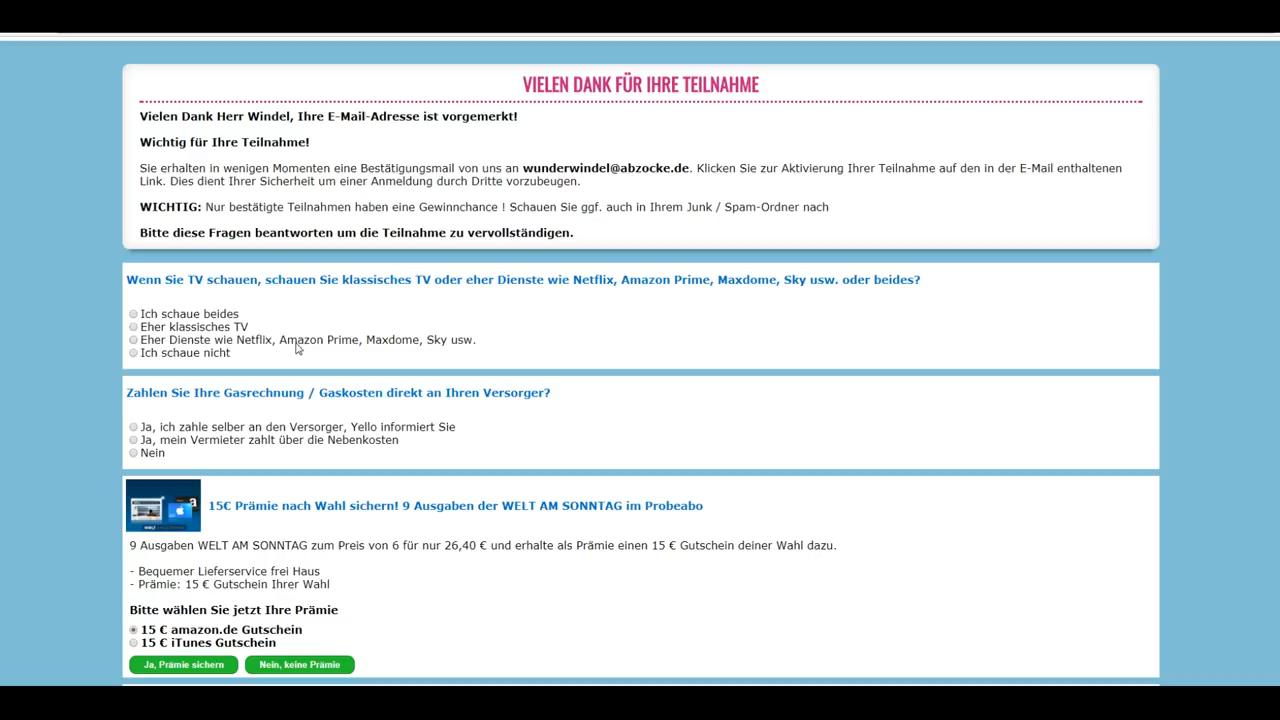 VIELEN DANK FÜR IHRE TEILNAHME
Vielen Dank Herr Windel, Ihre E-Mail-Adresse ist vorgemerkt!
Wichtig für Ihre Teilnahme!
Sie erhalten in wenigen Momenten eine Bestätigungsmail von uns an wunderwindel@abzocke.de. Klicken Sie zur Aktivierung Ihrer Teilnahme auf den in der E-Mail enthaltenen
Link. Dies dient Ihrer Sicherheit um einer Anmeldung durch Dritte vorzubeugen.
WICHTIG: Nur bestätigte Teilnahmen haben eine Gewinnchance ! Schauen Sie ggf. auch in Ihrem Junk / Spam-Ordner nach
Bitte diese Fragen beantworten um die Teilnahme zu vervollständigen.
Wenn Sie TV schauen, schauen Sie klassisches TV oder eher Dienste wie Netflix, Amazon Prime, Maxdome, Sky usw. oder beides?
Ich schaue beides
Eher klassisches TV
Eher Dienste wie Netflix, Amazon Prime, Maxdome, Sky usw.
Ich schaue nicht
Zahlen Sie Ihre Gasrechnung / Gaskosten direkt an Ihren Versorger?
Ja, ich zahle selber an den Versorger, Yello informiert Sie
Ja, mein Vermieter zahlt über die Nebenkosten
Nein
15€ Prämie nach Wahl sichern! 9 Ausgaben der WELT AM SONNTAG im Probeabo
9 Ausgaben WELT AM SONNTAG zum Preis von 6 für nur 26,40 € und erhalte als Prämie einen 15 € Gutschein deiner Wahl dazu.
- Bequemer Lieferservice frei Haus
- Prämie: 15 € Gutschein Ihrer Wahl
Bitte wählen Sie jetzt Ihre Prämie
15 € amazon.de Gutschein
15 € iTunes Gutschein
Ja, Prämie sichern Nein, keine Prämie